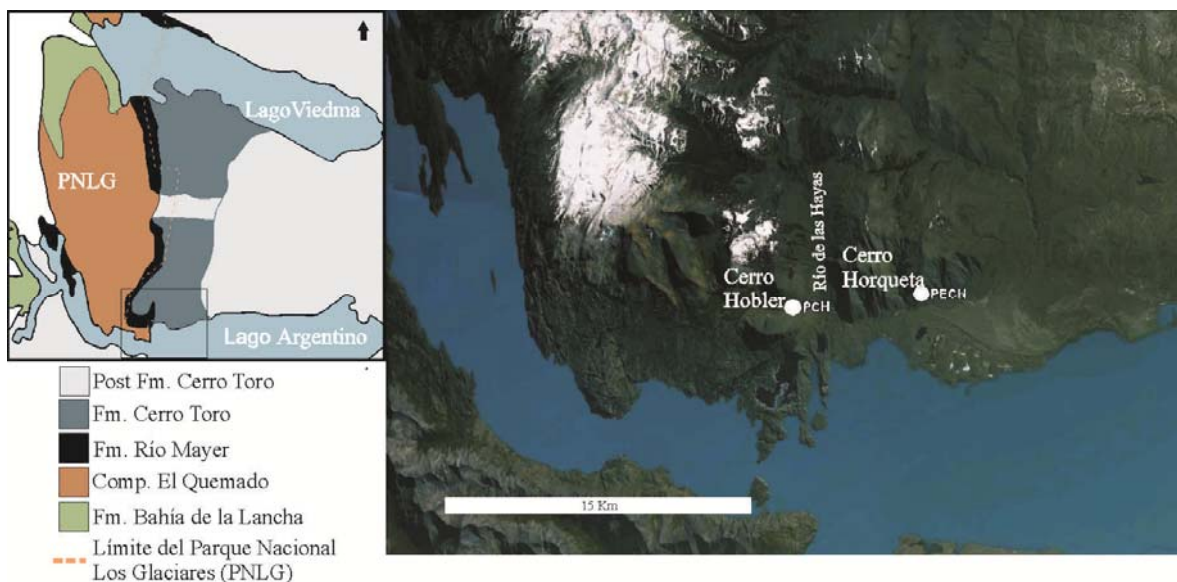 Lago Viedma
PNLG
Lago Argentino
Post Fm. Cerro Toro
Fm. Cerro Toro
Fm. Río Mayer
Comp. El Quemado
Fm. Bahía de la Lancha
Límite del Parque Nacional
Los Glaciares (PNLG)
Río de las Hayas
Cerro
Hobler
PCH
Cerro
Horqueta
PECH
15 Km